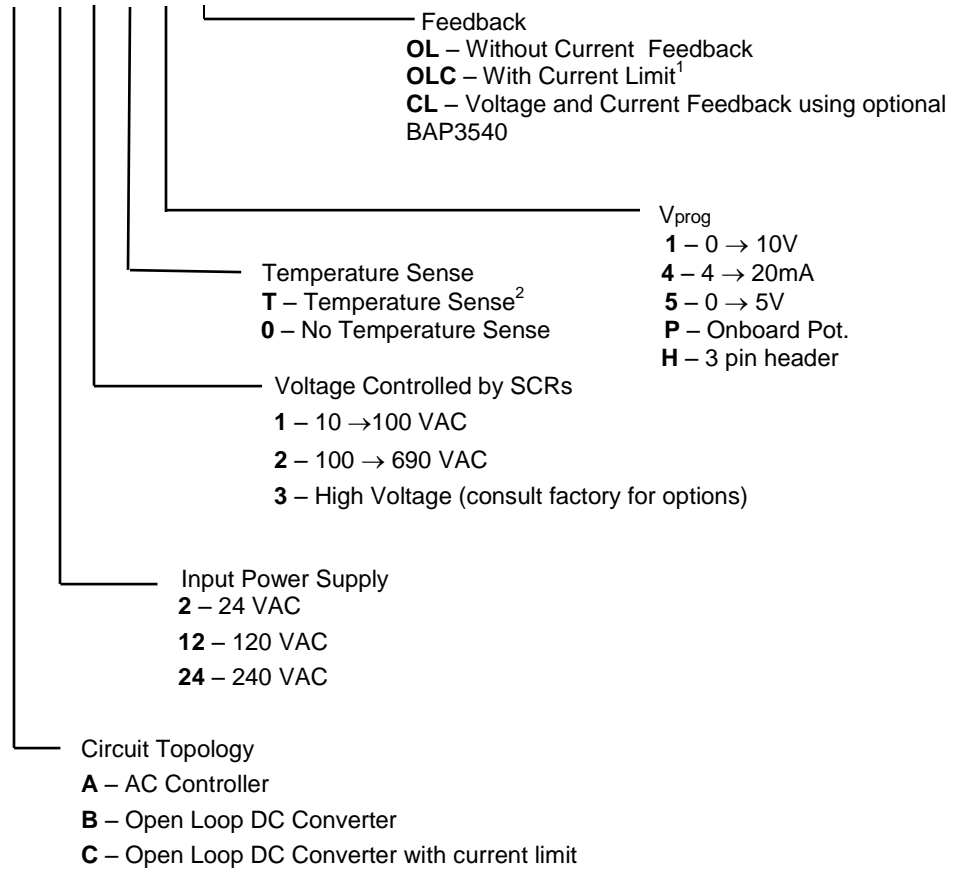 Feedback
OL – Without Current Feedback
OLC – With Current Limit¹
CL – Voltage and Current Feedback using optional
BAP3540
Vprog
1 – 0 → 10V
4 – 4 → 20mA
5 – 0 → 5V
P – Onboard Pot.
H – 3 pin header
Temperature Sense
T – Temperature Sense²
0 – No Temperature Sense
Voltage Controlled by SCRs
1 – 10 →100 VAC
2 – 100 → 690 VAC
3 – High Voltage (consult factory for options)
Input Power Supply
2 – 24 VAC
12 – 120 VAC
24 – 240 VAC
Circuit Topology
A – AC Controller
B – Open Loop DC Converter
C – Open Loop DC Converter with current limit